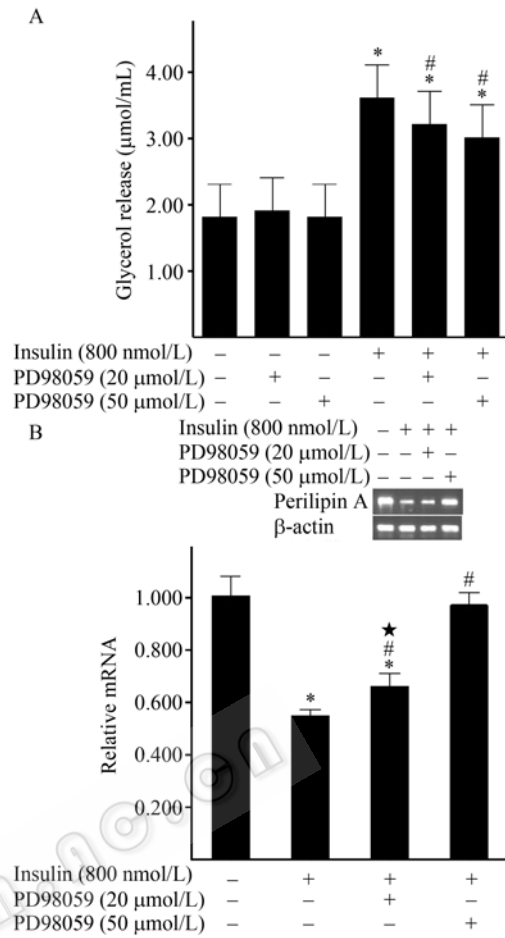 A
Glycerol release (μmol/mL)
4.00
3.00
2.00
1.00
* # * # *
Insulin (800 nmol/L) – – – + + +
PD98059 (20 μmol/L) – + – – + –
PD98059 (50 μmol/L) – – + – – +
B
Insulin (800 nmol/L) – + + +
PD98059 (20 μmol/L) – – + –
PD98059 (50 μmol/L) – – – +
Perilipin A
β-actin
Relative mRNA
1.000
0.800
0.600
0.400
0.200
* ★ # * #
Insulin (800 nmol/L) – + + +
PD98059 (20 μmol/L) – – + –
PD98059 (50 μmol/L) – – – +